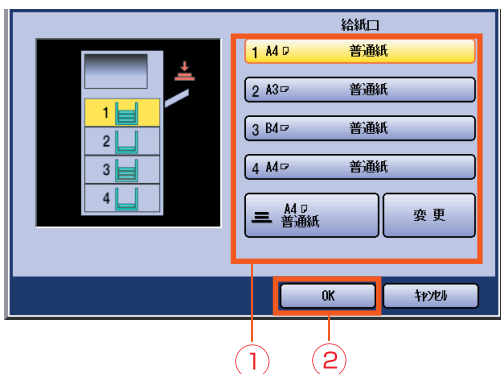 給紙口
1 A4 普通紙
2 A3 普通紙
3 B4 普通紙
4 A4 普通紙
A4
普通紙
変更
1
2
3
4
OK
キャンセル
①
②